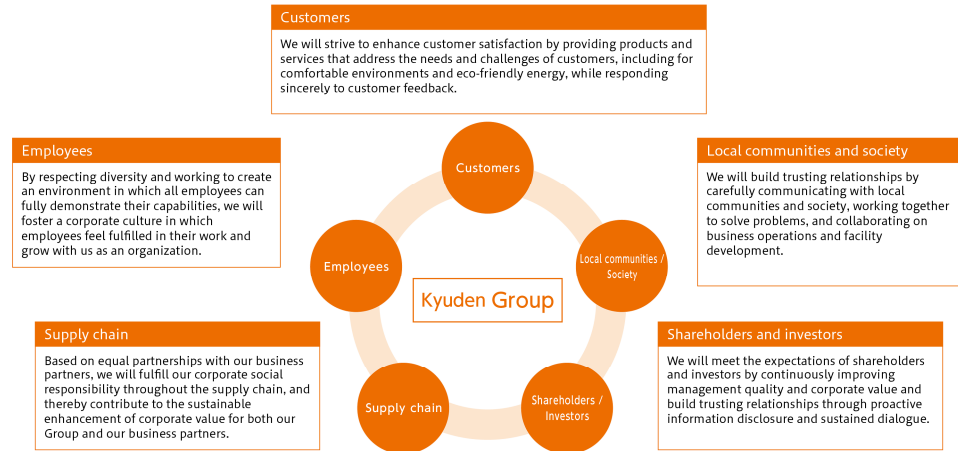 Customers
We will strive to enhance customer satisfaction by providing products and
services that address the needs and challenges of customers, including for
comfortable environments and eco-friendly energy, while responding
sincerely to customer feedback.
Employees
By respecting diversity and working to create
an environment in which all employees can
fully demonstrate their capabilities, we will
foster a corporate culture in which
employees feel fulfilled in their work and
grow with us as an organization.
Local communities and society
We will build trusting relationships by
carefully communicating with local
communities and society, working together
to solve problems, and collaborating on
business operations and facility
development.
Customers
Employees
Local communities /
Society
Kyuden Group
Supply chain
Based on equal partnerships with our business
partners, we will fulfill our corporate social
responsibility throughout the supply chain, and
thereby contribute to the sustainable
enhancement of corporate value for both our
Group and our business partners.
Supply chain
Shareholders /
Investors
Shareholders and investors
We will meet the expectations of shareholders
and investors by continuously improving
management quality and corporate value and
build trusting relationships through proactive
information disclosure and sustained dialogue.